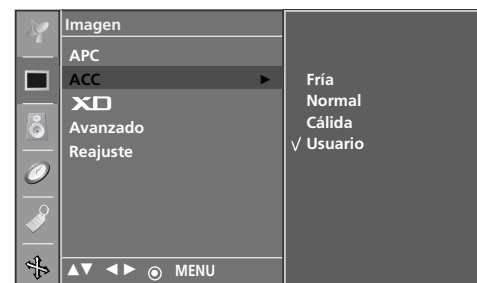 Imagen
APC
ACC ►
XD
Avanzado
Reajuste
▲▼ ◄► ⊙ MENU
Fría
Normal
Cálida
√ Usuario